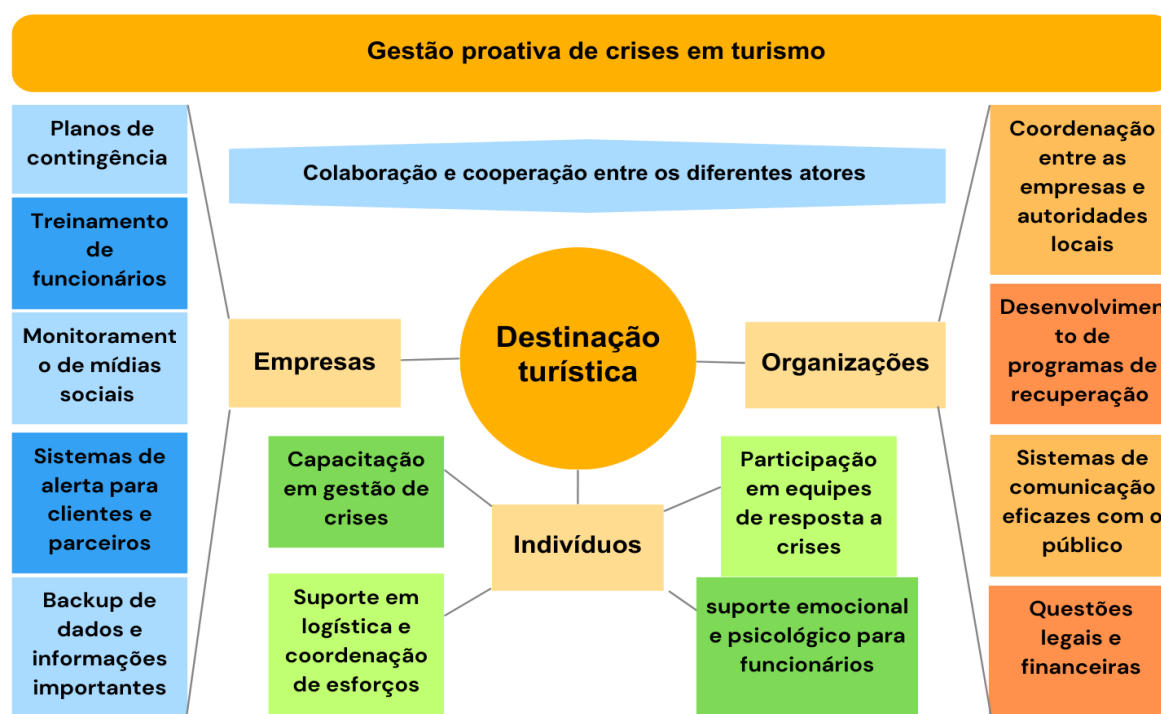 Gestão proativa de crises em turismo
Colaboração e cooperação entre os diferentes atores
Planos de
contingência
Treinamento
de
funcionários
Monitorament
o de mídias
sociais
Sistemas de
alerta para
clientes e
parceiros
Backup de
dados e
informações
importantes
Empresas
Destinação
turística
Organizações
Capacitação
em gestão de
crises
Participação
em equipes
de resposta a
crises
Indivíduos
Suporte em
logística e
coordenação
de esforços
suporte emocional
e psicológico para
funcionários
Coordenação
entre as
empresas e
autoridades
locais
Desenvolvimen
to de
programas de
recuperação
Sistemas de
comunicação
eficazes com o
público
Questões
legais e
financeiras